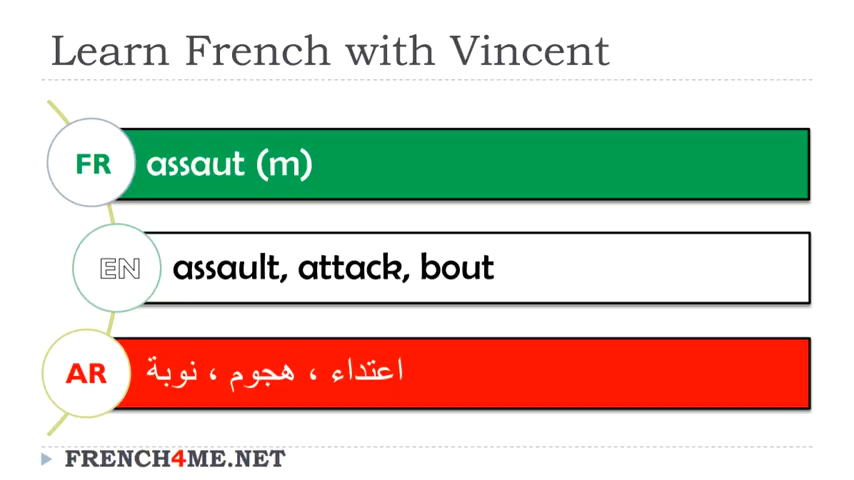 Learn French with Vincent
FR
assaut (m)
EN
assault, attack, bout
AR
اعتداء ، هجوم ، نوبة
FRENCH4ME.NET